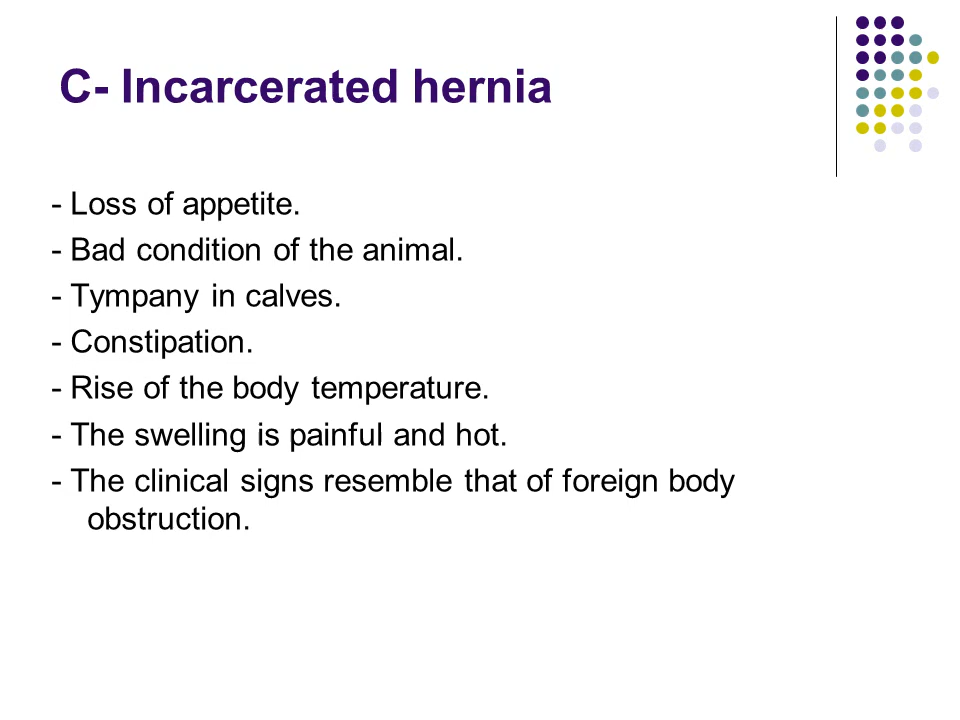 C- Incarcerated hernia
- Loss of appetite.
- Bad condition of the animal.
- Tympany in calves.
- Constipation.
- Rise of the body temperature.
- The swelling is painful and hot.
- The clinical signs resemble that of foreign body
obstruction.